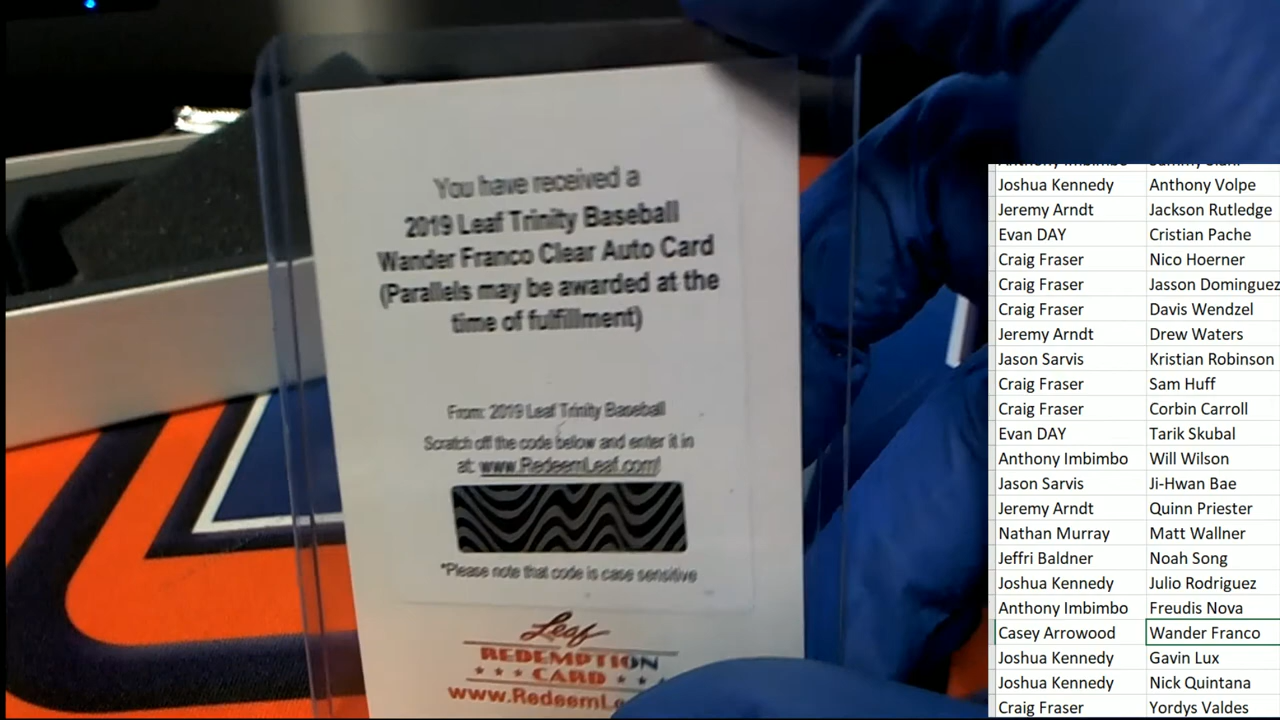 You have received a
2019 Leaf Trinity Baseball
Wander Franco Clear Auto Card
(Parallels may be awarded at the
time of fulfillment)
From: 2019 Leaf Trinity Baseball
Scratch off the code below and enter it in
at: www.RedeemLeaf.com!
*Please note that code is case sensitive
Leaf
REDEMPTION
CARD
www.RedeemLe
Joshua Kennedy Anthony Volpe
Jeremy Arndt Jackson Rutledge
Evan DAY Cristian Pache
Craig Fraser Nico Hoerner
Craig Fraser Jasson Dominguez
Craig Fraser Davis Wendzel
Jeremy Arndt Drew Waters
Jason Sarvis Kristian Robinson
Craig Fraser Sam Huff
Craig Fraser Corbin Carroll
Evan DAY Tarik Skubal
Anthony Imbimbo Will Wilson
Jason Sarvis Ji-Hwan Bae
Jeremy Arndt Quinn Priester
Nathan Murray Matt Wallner
Jeffri Baldner Noah Song
Joshua Kennedy Julio Rodriguez
Anthony Imbimbo Freudis Nova
Casey Arrowood Wander Franco
Joshua Kennedy Gavin Lux
Joshua Kennedy Nick Quintana
Craig Fraser Yordys Valdes